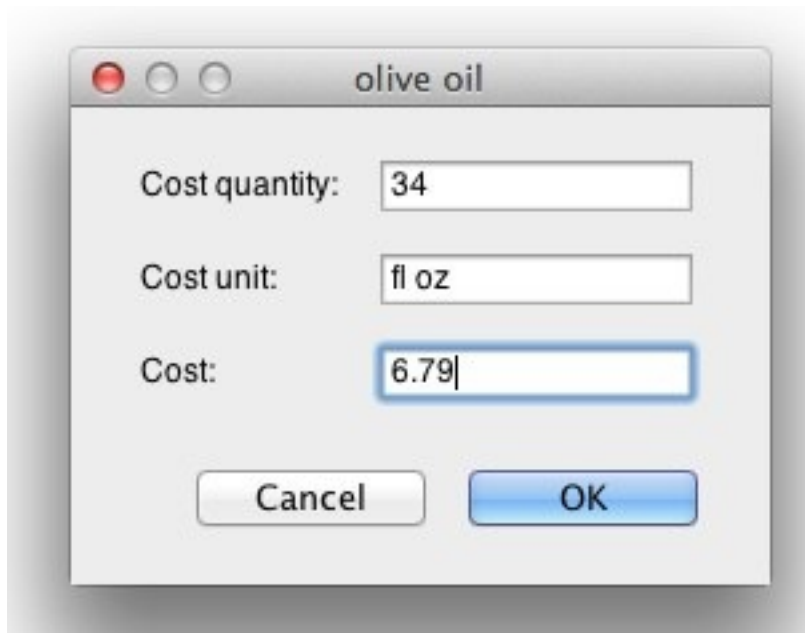 olive oil
Cost quantity: 34
Cost unit: fl oz
Cost: 6.79
Cancel OK